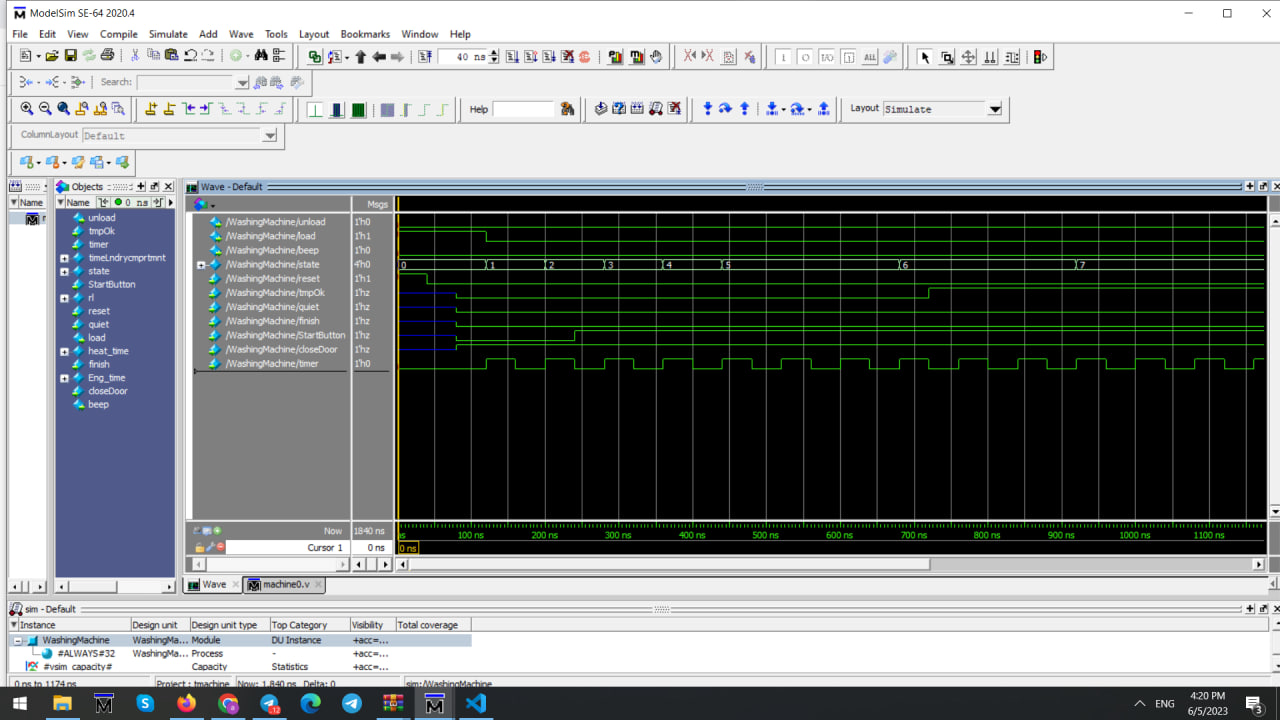 ModelSim SE-64 2020.4
File Edit View Compile Simulate Add Wave Tools Layout Bookmarks Window Help
40 ns
ALL
Search:
Help
Layout Simulate
ColumnLayout Default
Objects
Wave - Default
Name
Name
0 ns
Msgs
unload
tmpOk
timer
timeLndrycmprtmnt
state
StartButton
rl
reset
quiet
load
heat_time
finish
Eng_time
closeDoor
beep
/WashingMachine/unload 1'h0
/WashingMachine/load 1'h1
/WashingMachine/beep 1'h0
/WashingMachine/state 4'h0 0 1 2 3 4 5 6 7
/WashingMachine/reset 1'h1
/WashingMachine/tmpOk 1'hz
/WashingMachine/quiet 1'hz
/WashingMachine/finish 1'hz
/WashingMachine/StartButton 1'hz
/WashingMachine/closeDoor 1'hz
/WashingMachine/timer 1'h0
Now 1840 ns
100 ns 200 ns 300 ns 400 ns 500 ns 600 ns 700 ns 800 ns 900 ns 1000 ns 1100 ns
Cursor 1 0 ns 0 ns
Wave machine0.v
sim - Default
Instance Design unit Design unit type Top Category Visibility Total coverage
WashingMachine WashingMa... Module DU Instance +acc=...
#ALWAYS#32 WashingMa... Process - +acc=...
#vsim_capacity# Capacity Statistics +acc=...
0 ns to 1174 ns Project : tmachine Now: 1,840 ns Delta: 0 sim:/WashingMachine
12
ENG
4:20 PM
6/5/2023
3